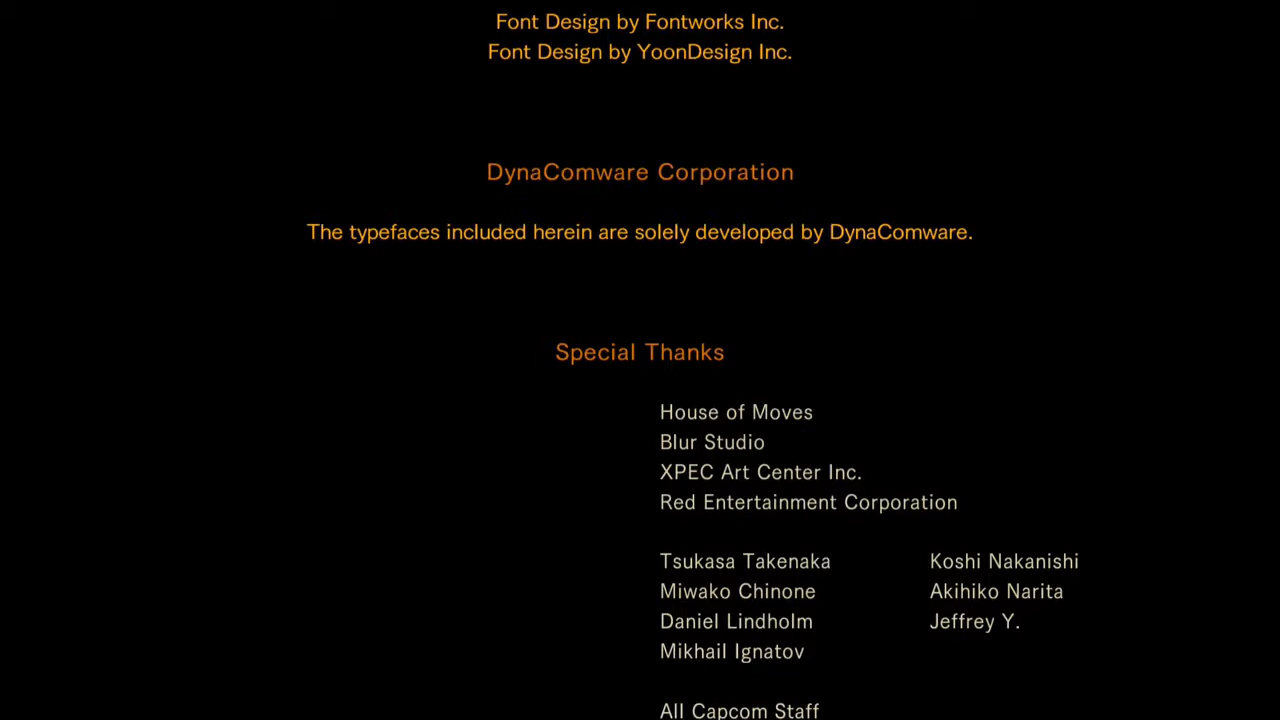 Font Design by Fontworks Inc.
Font Design by YoonDesign Inc.
DynaComware Corporation
The typefaces included herein are solely developed by DynaComware.
Special Thanks
House of Moves
Blur Studio
XPEC Art Center Inc.
Red Entertainment Corporation
Tsukasa Takenaka Koshi Nakanishi
Miwako Chinone Akihiko Narita
Daniel Lindholm Jeffrey Y.
Mikhail Ignatov
All Capcom Staff